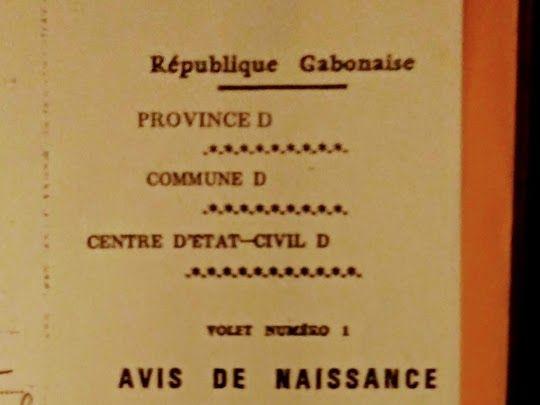 République Gabonaise
PROVINCE D
.*.*.*.*.*.*.*.*.*.
COMMUNE D
.*.*.*.*.*.*.*.*.*.
CENTRE D'ETAT-CIVIL D
.*.*.*.*.*.*.*.*.*.*.*.
VOLET NUMÉRO 1
AVIS DE NAISSANCE